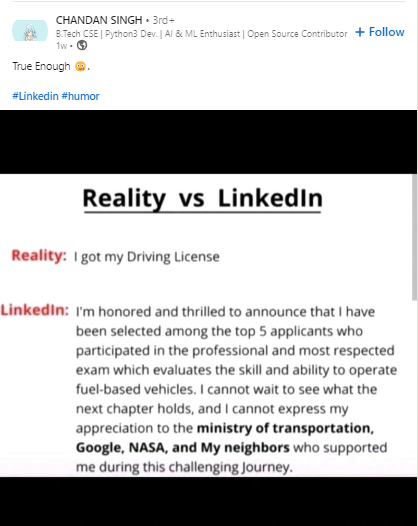 CHANDAN SINGH • 3rd+
B.Tech CSE | Python3 Dev. | AI & ML Enthusiast | Open Source Contributor
+ Follow
1w •
True Enough 😳.
#Linkedin #humor
Reality vs LinkedIn
Reality: I got my Driving License
LinkedIn: I'm honored and thrilled to announce that I have
been selected among the top 5 applicants who
participated in the professional and most respected
exam which evaluates the skill and ability to operate
fuel-based vehicles. I cannot wait to see what the
next chapter holds, and I cannot express my
appreciation to the ministry of transportation,
Google, NASA, and My neighbors who supported
me during this challenging Journey.